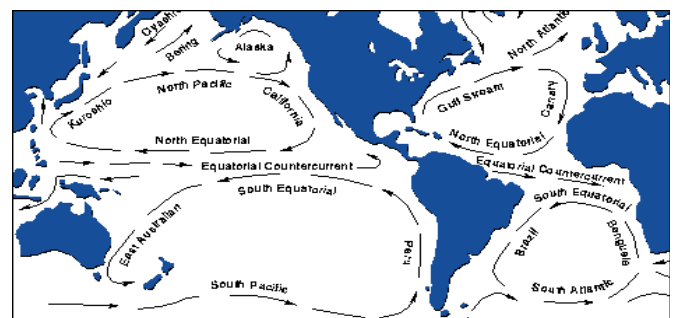 Oyashio
Bering
Alaska
North Atlantic
North Pacific
California
Kuroshio
Gulf Stream
Canary
North Equatorial
North Equatorial
Equatorial Countercurrent
Equatorial Countercurrent
South Equatorial
South Equatorial
East Australian
Peru
Brazil
Benguela
South Pacific
South Atlantic